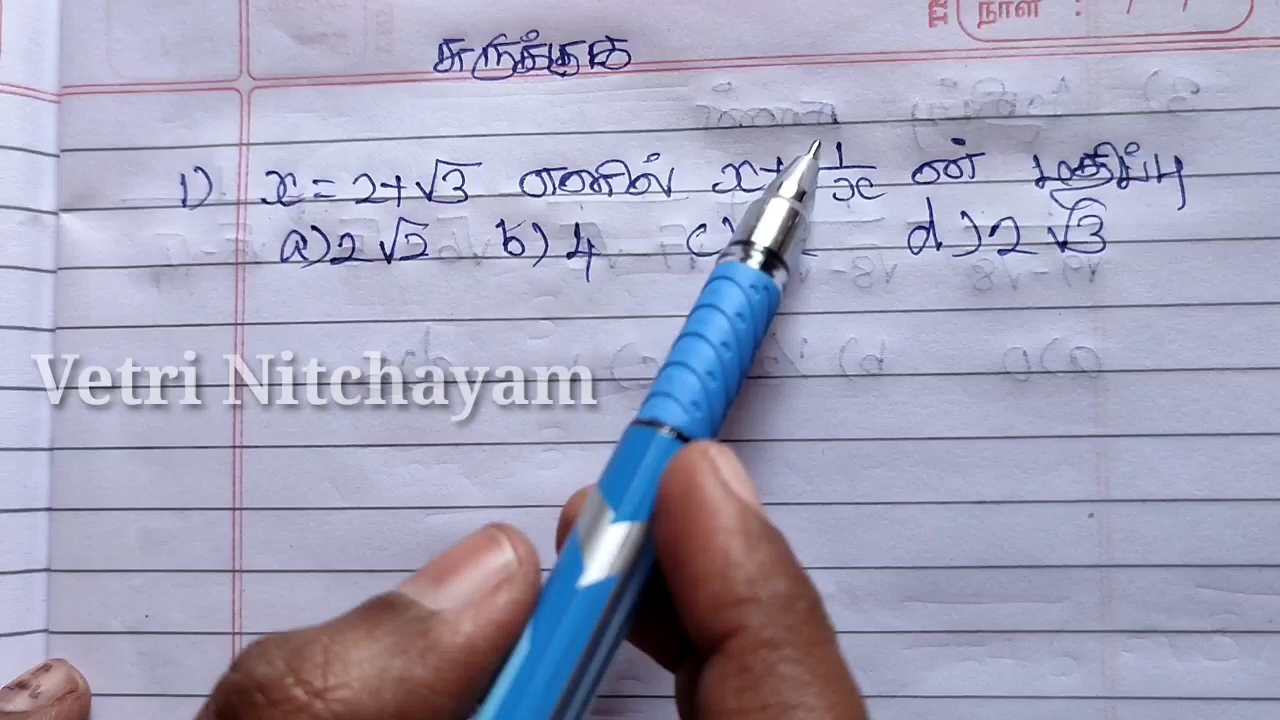 நாள் : / /
சுருக்குக
1) x = 2+√3 எனில் x+ 1/x ன் மதிப்பு
a) 2√2 b) 4 c) d) 2√3
Vetri Nitchayam